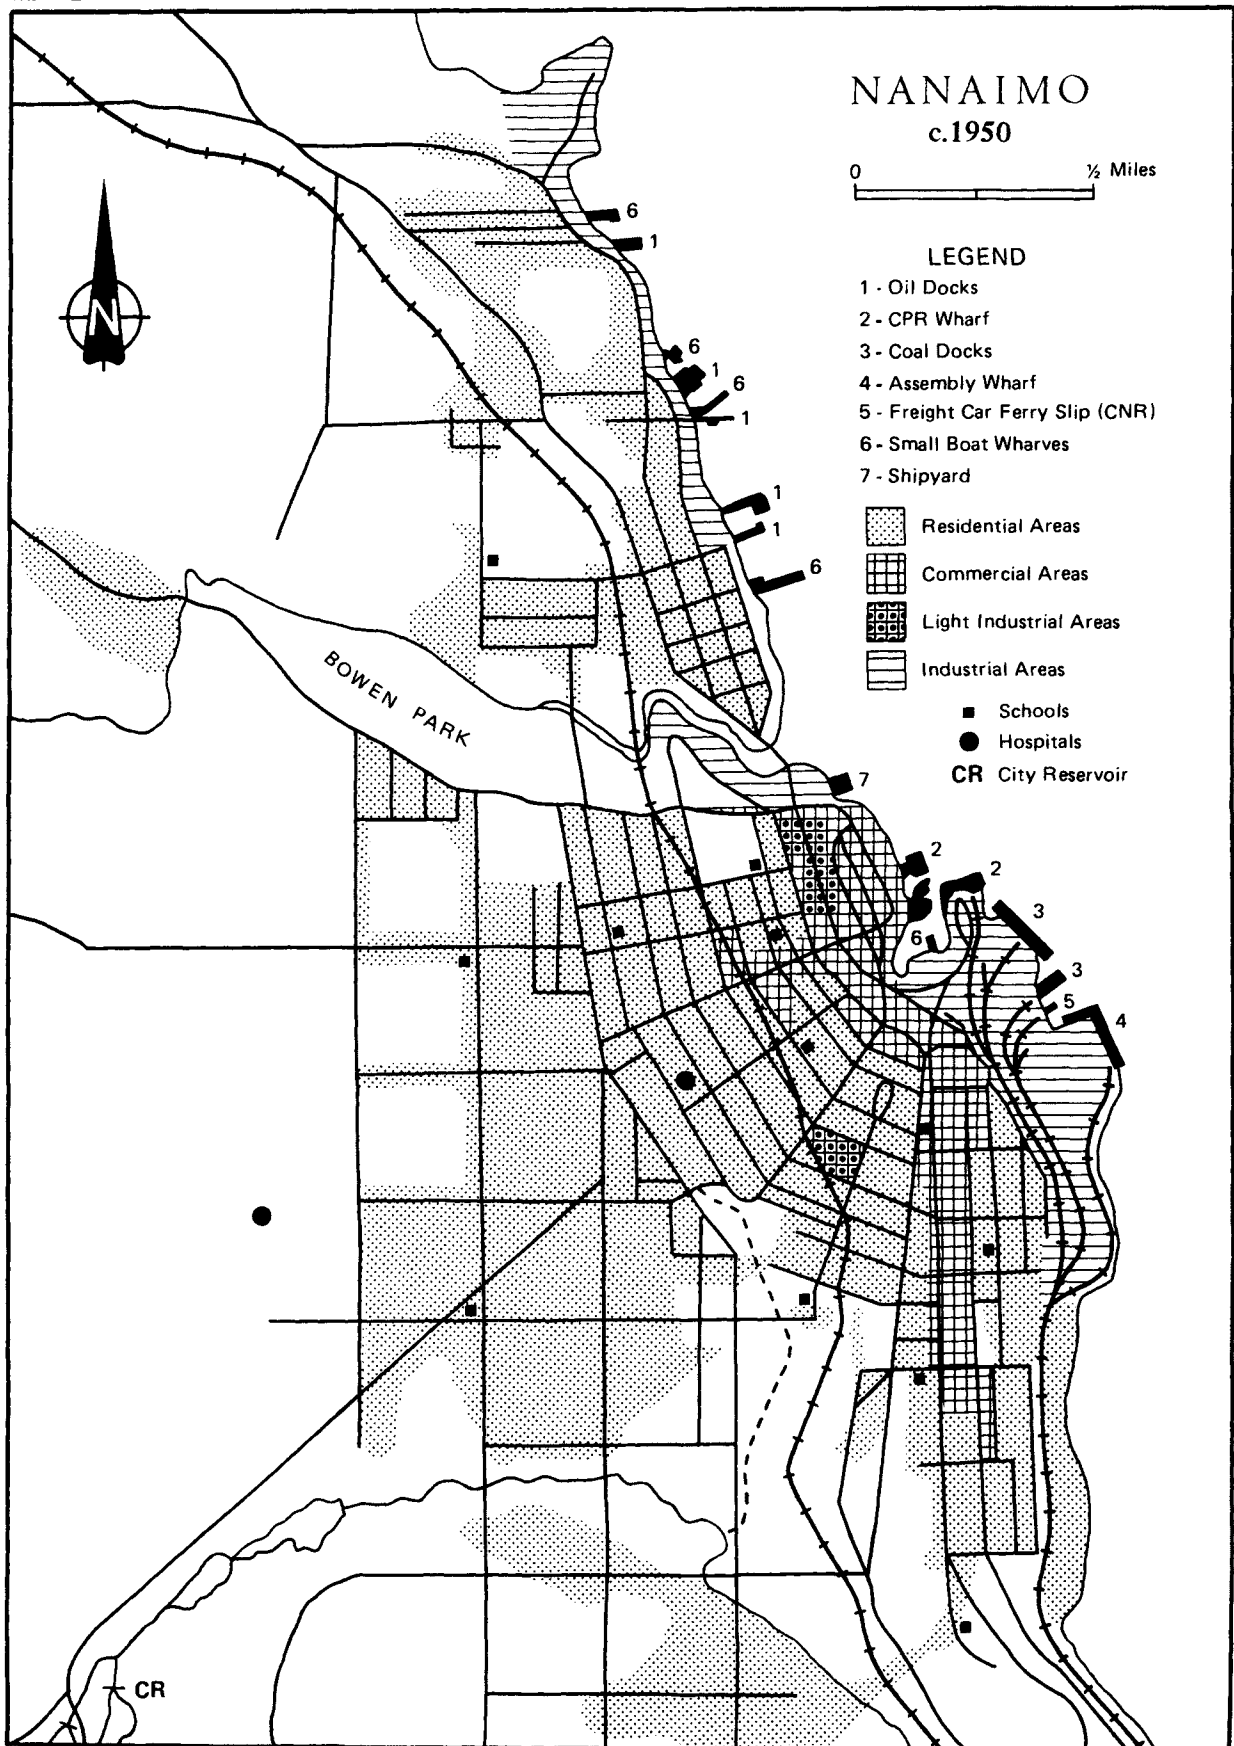 NANAIMO
c.1950
0 ½ Miles
LEGEND
1 - Oil Docks
2 - CPR Wharf
3 - Coal Docks
4 - Assembly Wharf
5 - Freight Car Ferry Slip (CNR)
6 - Small Boat Wharves
7 - Shipyard
Residential Areas
Commercial Areas
Light Industrial Areas
Industrial Areas
Schools
Hospitals
CR City Reservoir
N
6
1
6
1
6
1
1
1
6
BOWEN PARK
7
2
2
3
6
3
5
4
CR